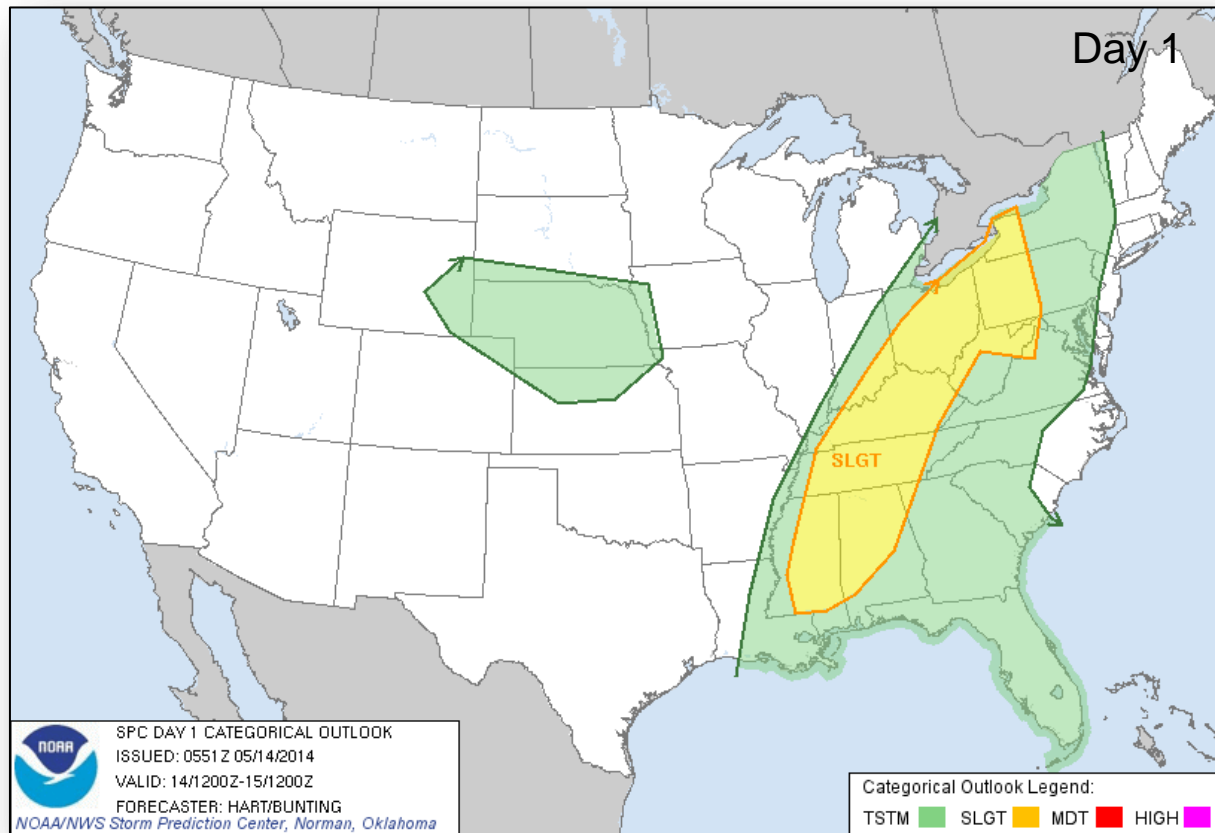 Day 1
SLGT
NOAA
SPC DAY 1 CATEGORICAL OUTLOOK
ISSUED: 0551Z 05/14/2014
VALID: 14/1200Z-15/1200Z
FORECASTER: HART/BUNTING
NOAA/NWS Storm Prediction Center, Norman, Oklahoma
Categorical Outlook Legend:
TSTM SLGT MDT HIGH